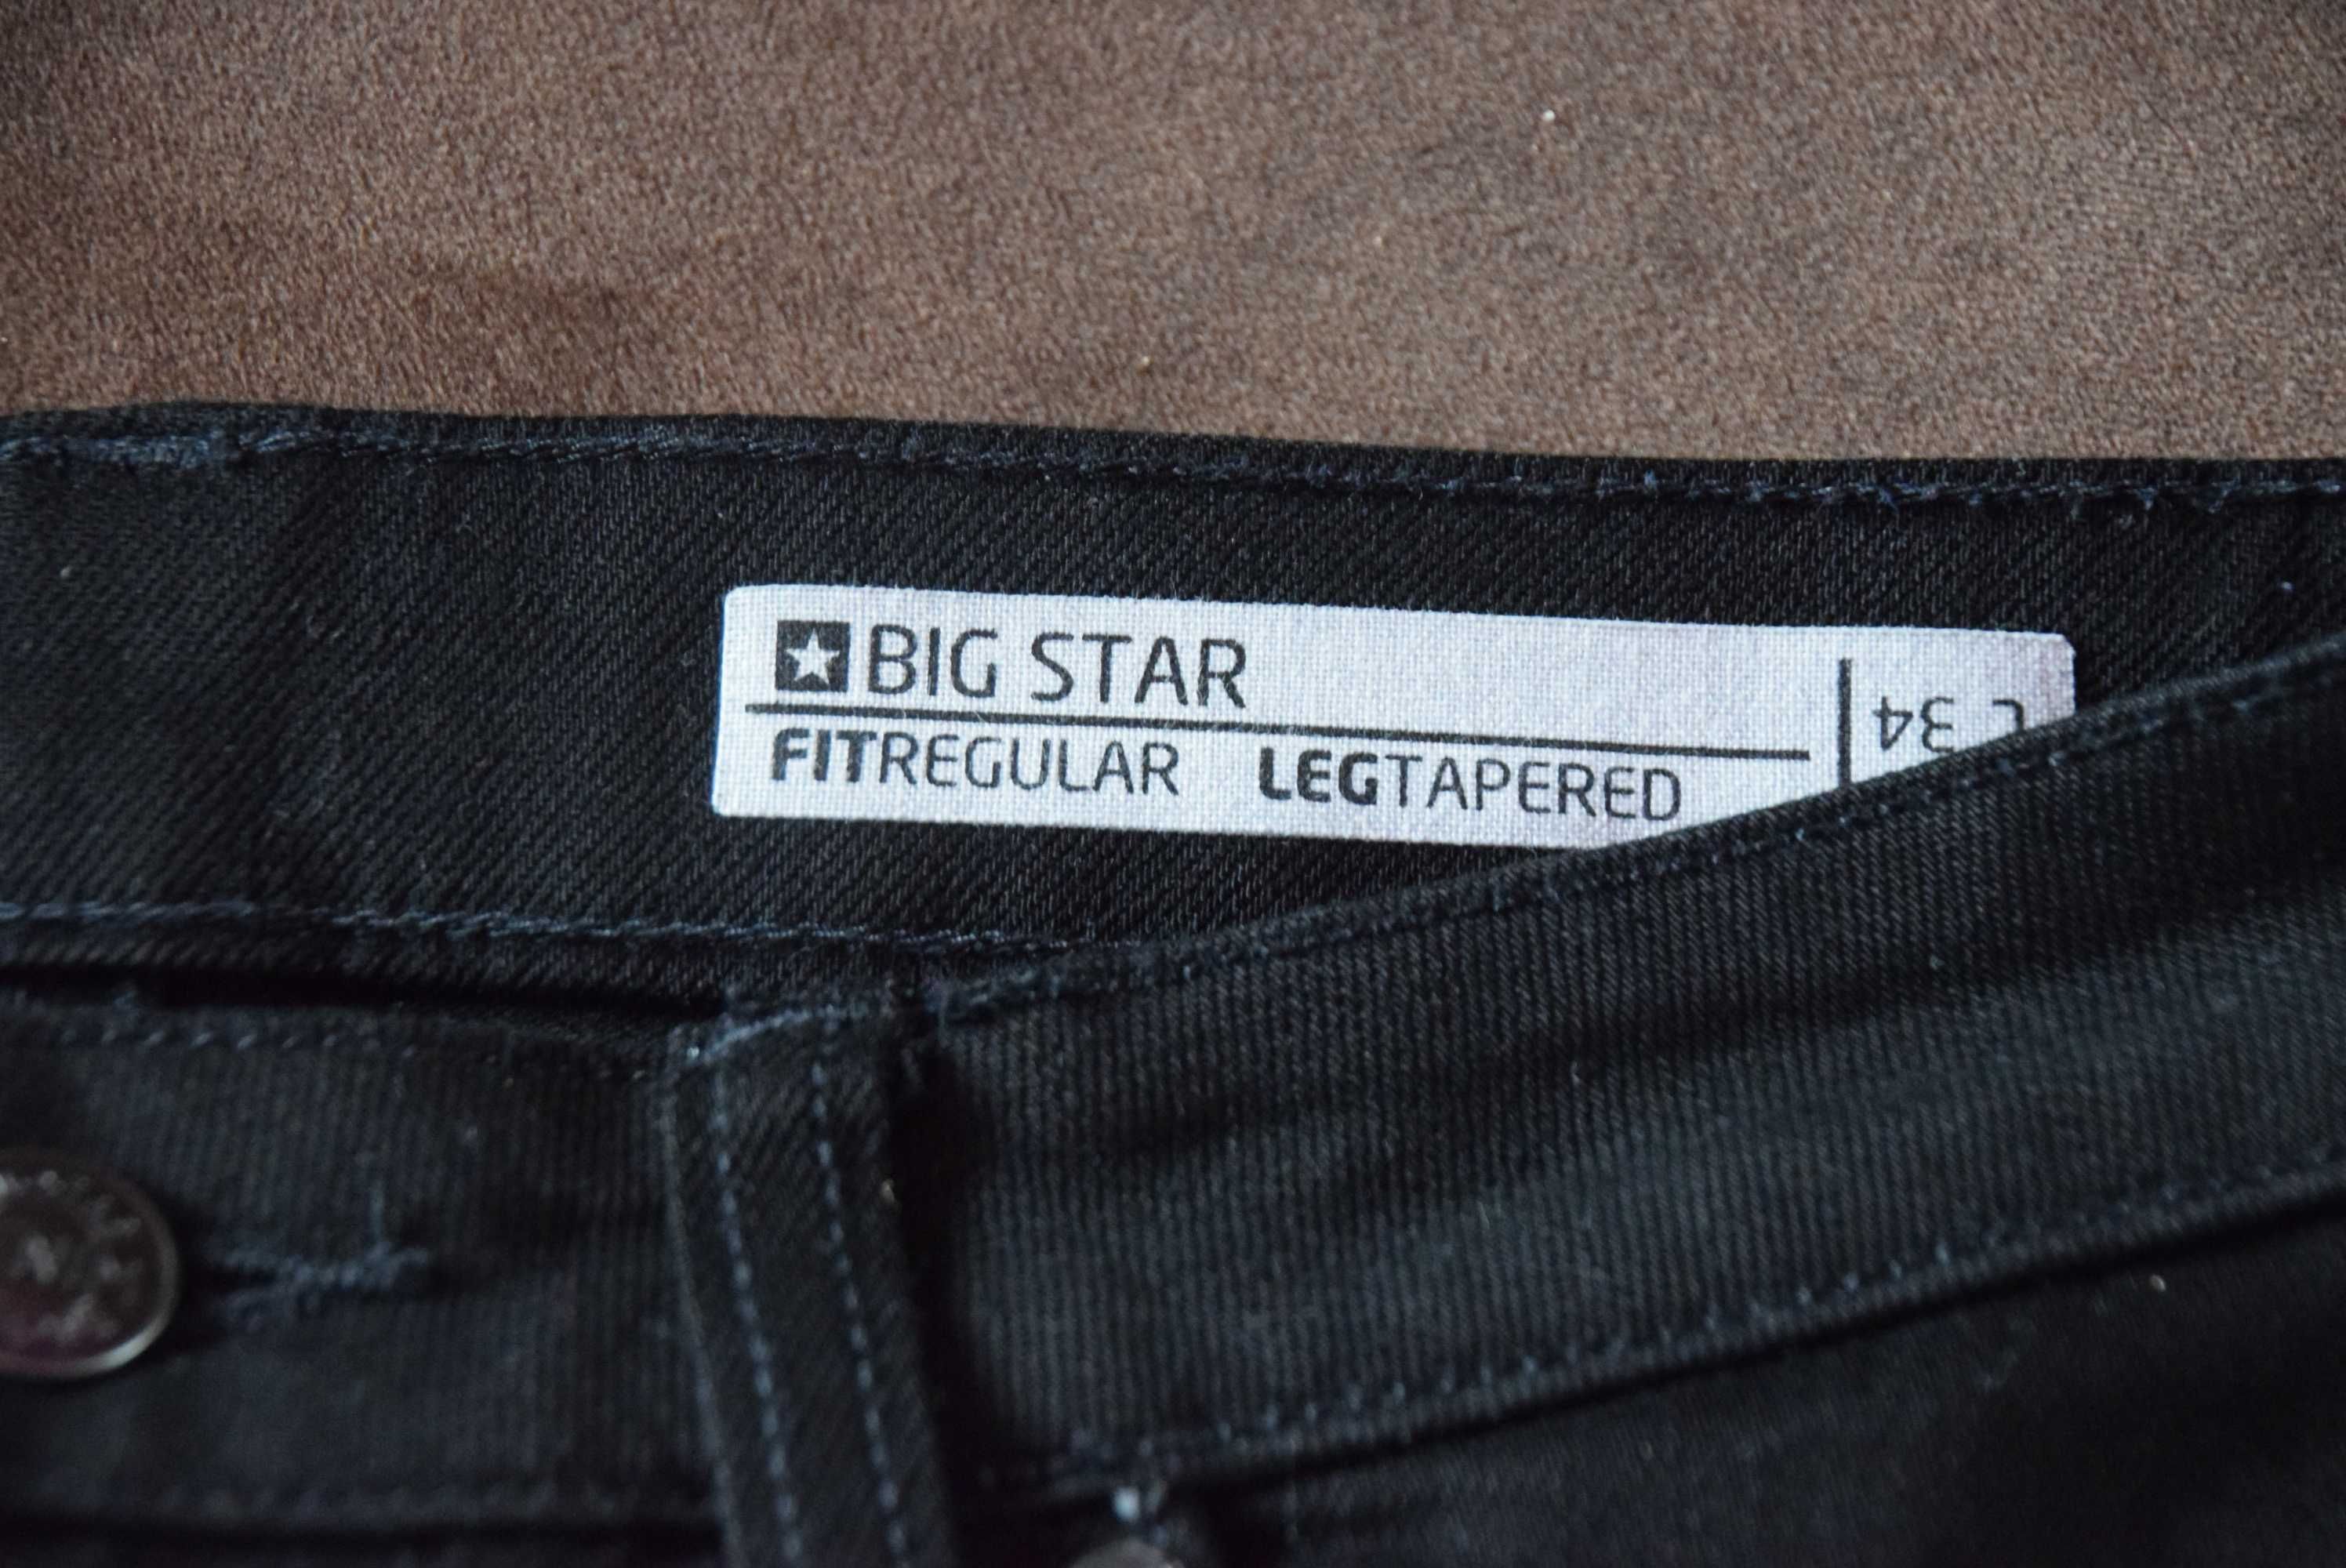 BIG STAR
FITREGULAR LEGTAPERED
L 34